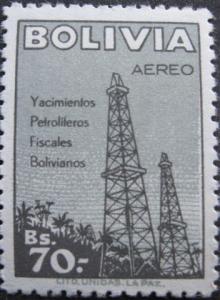 BOLIVIA
AEREO
Yacimientos
Petrolíferos
Fiscales
Bolivianos
Bs.
70.-
LITO. UNIDAS. LA PAZ.